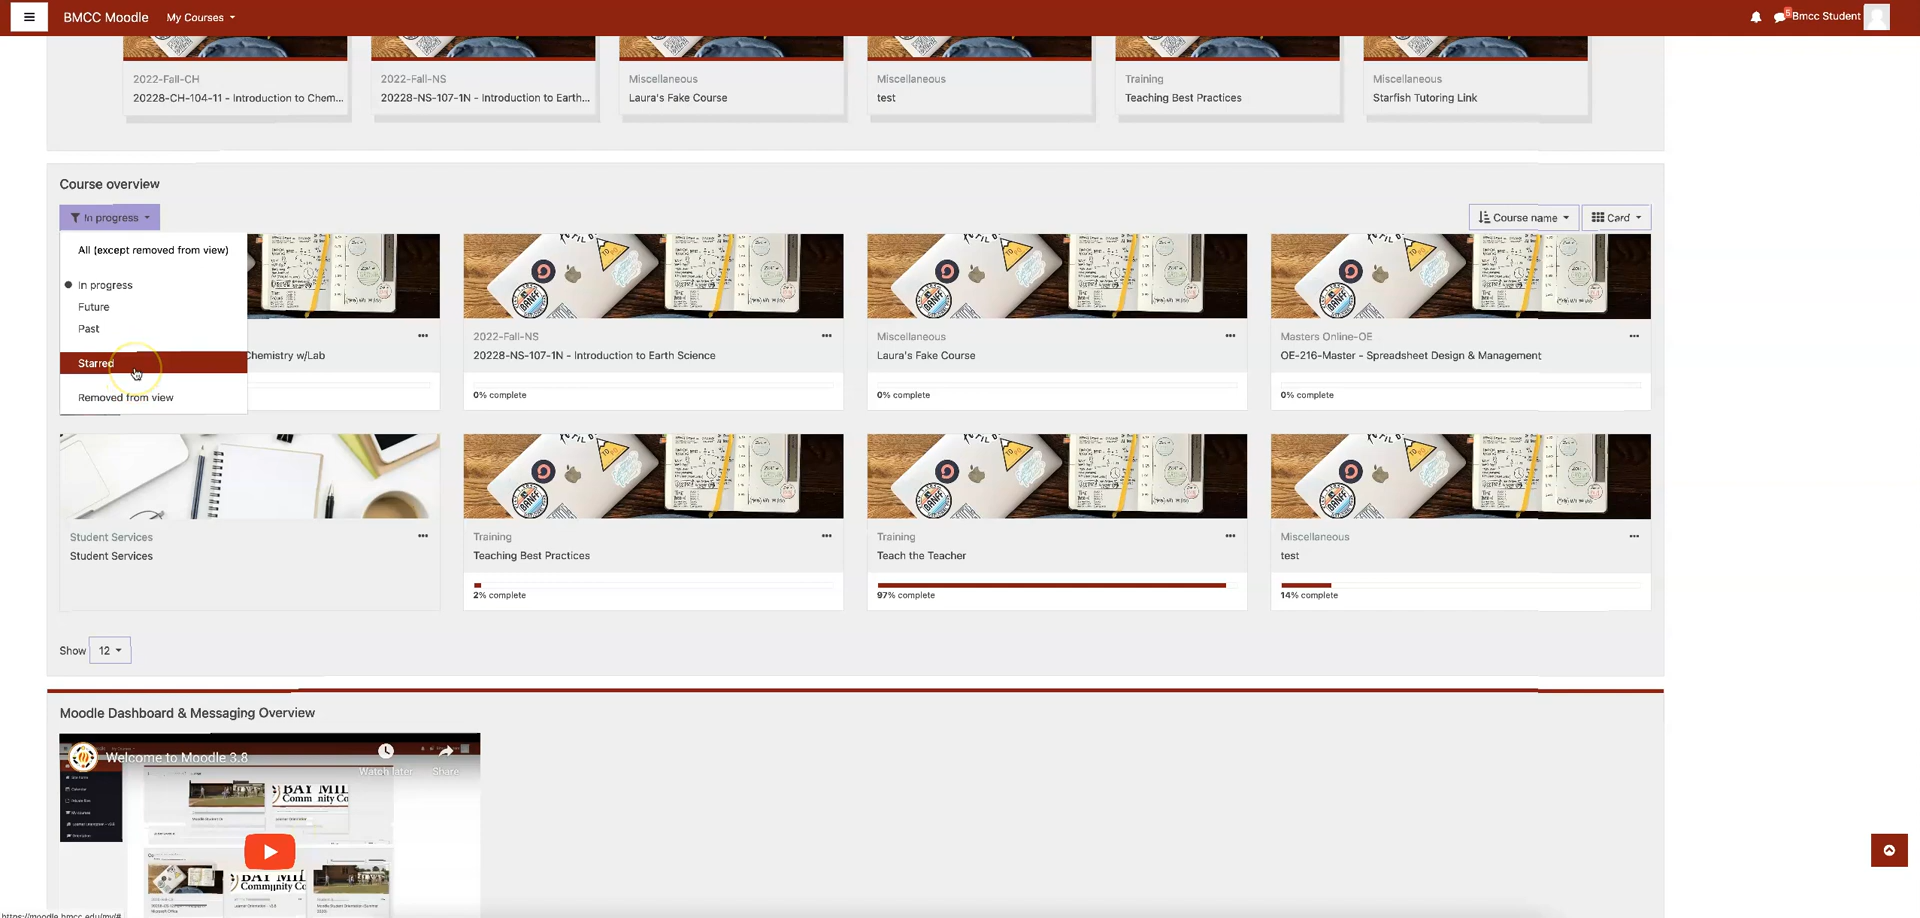 BMCC Moodle
My Courses
5
Bmcc Student
2022-Fall-CH
20228-CH-104-11 - Introduction to Chem...
2022-Fall-NS
20228-NS-107-1N - Introduction to Earth...
Miscellaneous
Laura's Fake Course
Miscellaneous
test
Training
Teaching Best Practices
Miscellaneous
Starfish Tutoring Link
Course overview
In progress
Course name
Card
All (except removed from view)
In progress
Future
Past
Starred
Removed from view
Chemistry w/Lab
2022-Fall-NS
20228-NS-107-1N - Introduction to Earth Science
0% complete
Miscellaneous
Laura's Fake Course
0% complete
Masters Online-OE
OE-216-Master - Spreadsheet Design & Management
0% complete
Student Services
Student Services
Training
Teaching Best Practices
2% complete
Training
Teach the Teacher
97% complete
Miscellaneous
test
14% complete
Show 12
Moodle Dashboard & Messaging Overview
Welcome to Moodle 3.8
Watch later
Share
https://moodle.bmcc.edu/my/#